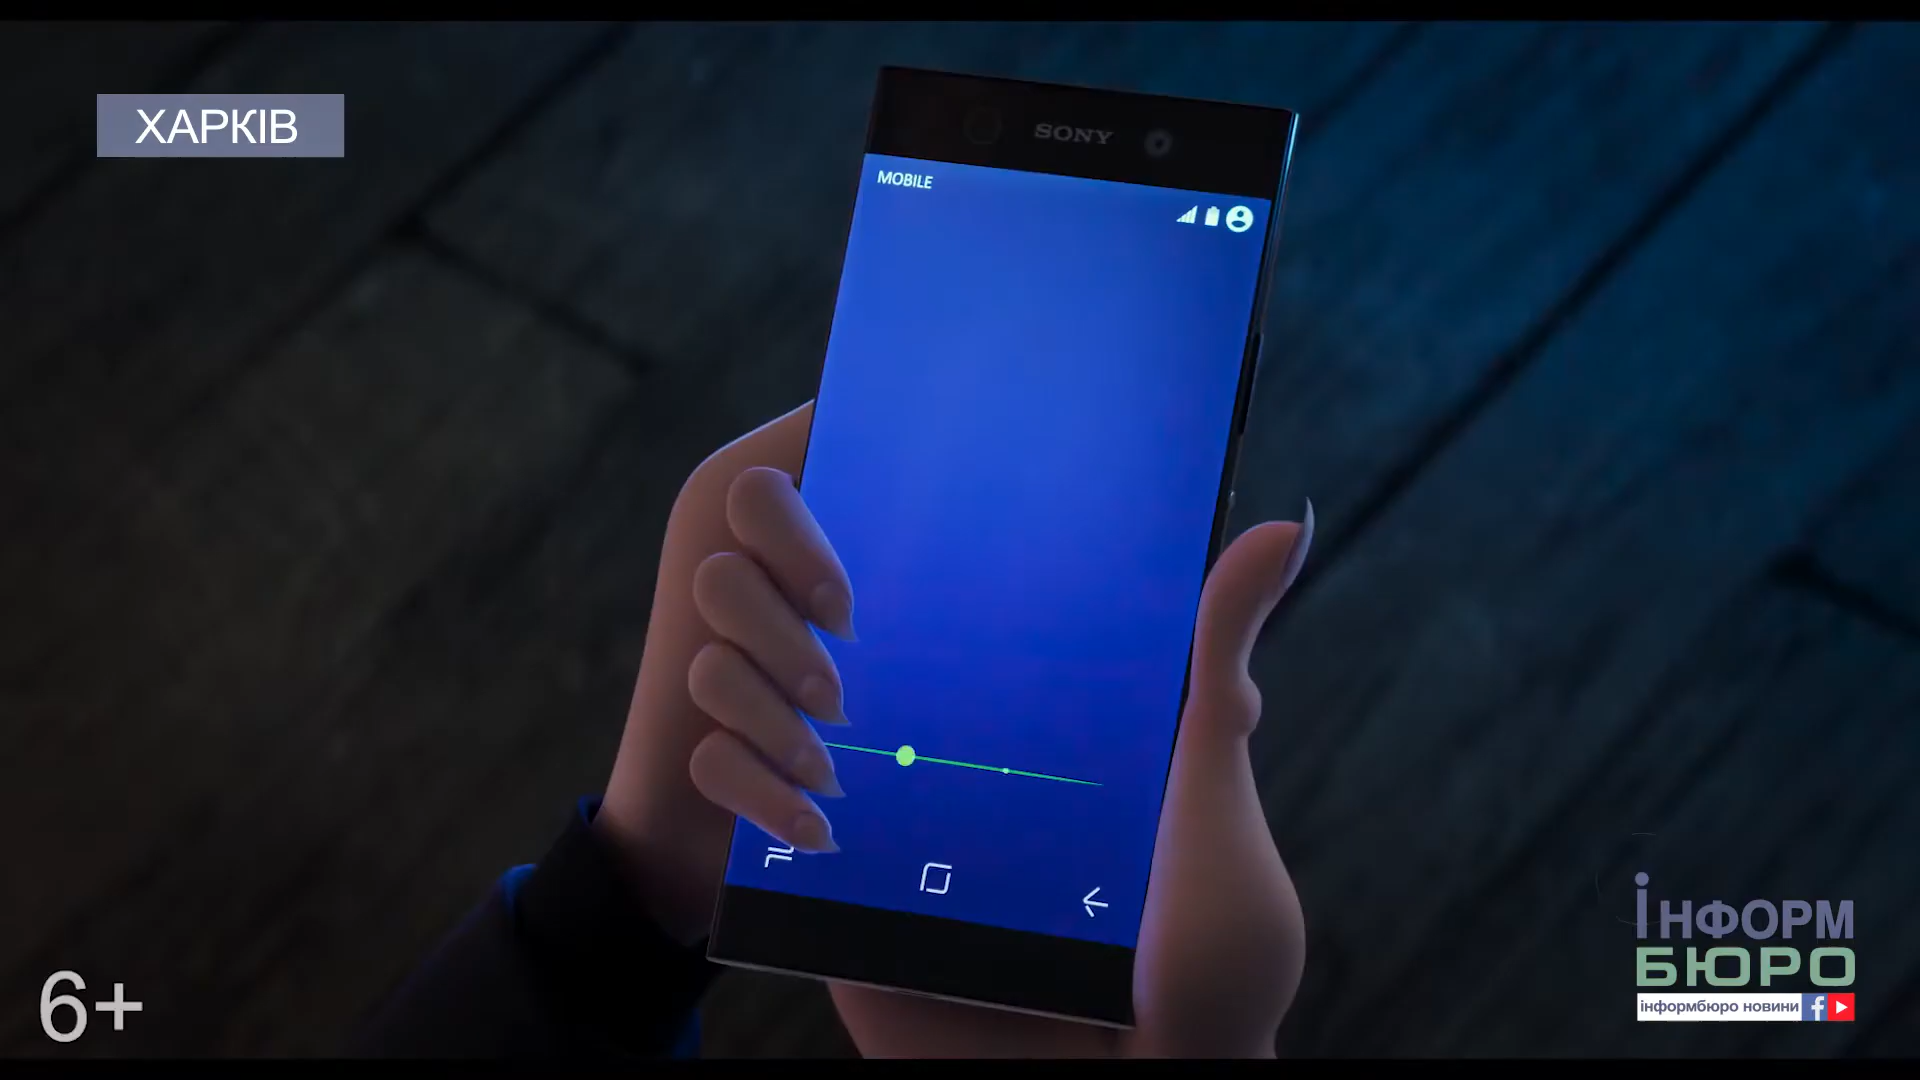 ХАРКІВ
SONY
MOBILE
6+
ІНФОРМ
БЮРО
інформбюро новини